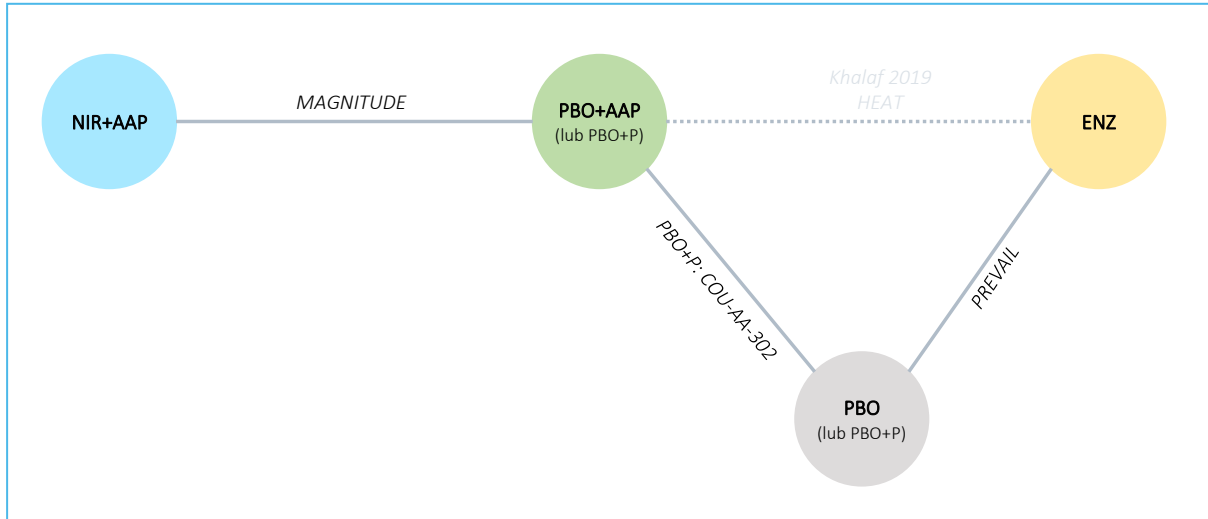 Khalaf 2019
HEAT
MAGNITUDE
NIR+AAP
PBO+AAP
(lub PBO+P)
ENZ
PBO+P: COU-AA-302
PREVAIL
PBO
(lub PBO+P)